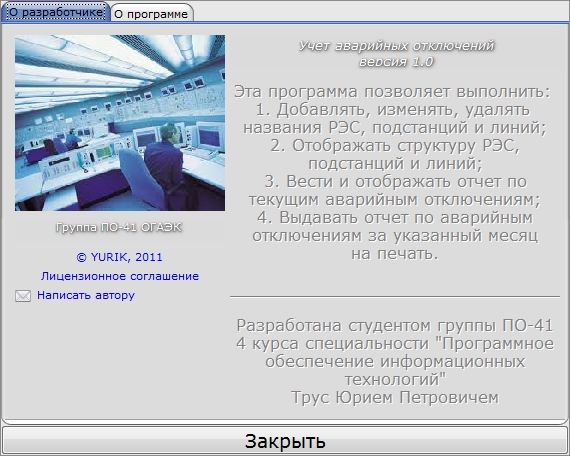 О разработчике
О программе
Учет аварийных отключений
версия 1.0
Эта программа позволяет выполнить:
1. Добавлять, изменять, удалять
названия РЭС, подстанций и линий;
2. Отображать структуру РЭС,
подстанций и линий;
3. Вести и отображать отчет по
текущим аварийным отключениям;
4. Выдавать отчет по аварийным
отключениям за указанный месяц
на печать.
Группа ПО-41 ОГАЭК
© YURIK, 2011
Лицензионное соглашение
Написать автору
Разработана студентом группы ПО-41
4 курса специальности "Программное
обеспечение информационных
технологий"
Трус Юрием Петровичем
Закрыть